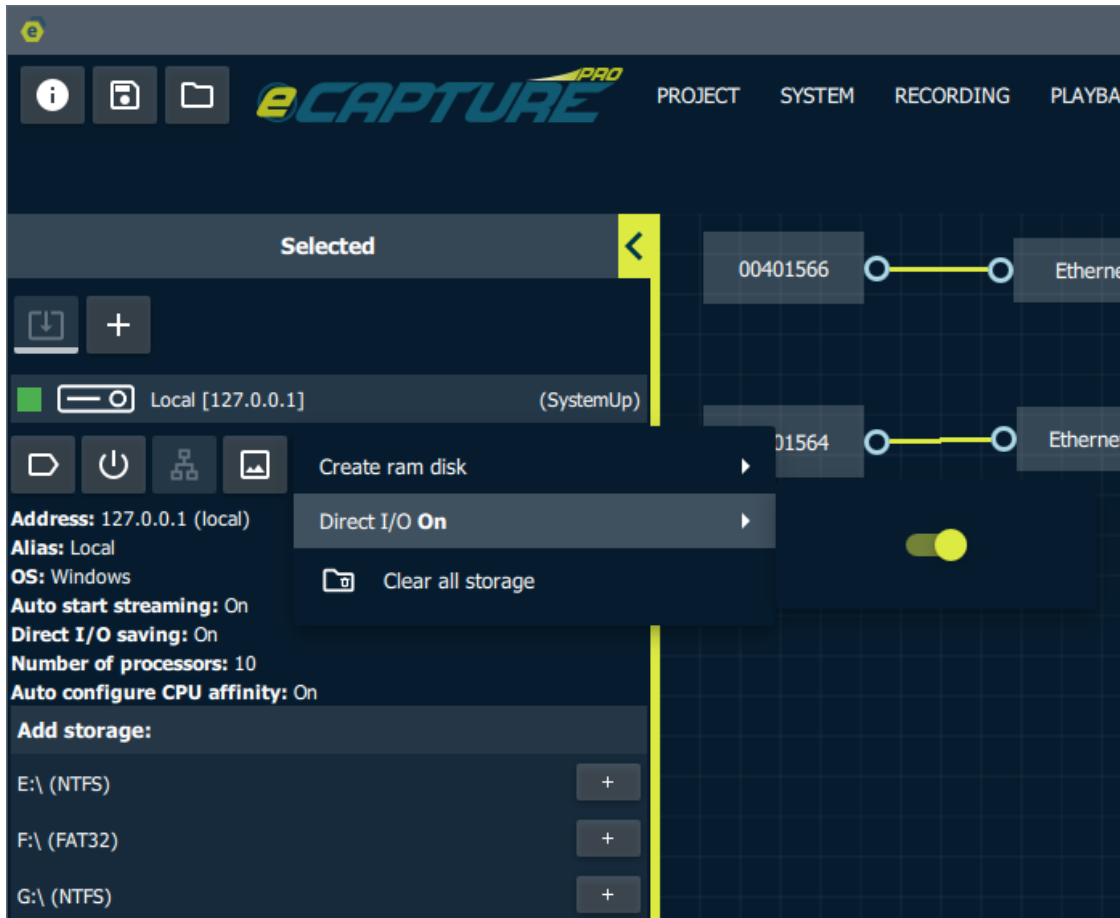 e
eCAPTURE PRO
PROJECT SYSTEM RECORDING PLAYBA
Selected
00401566
Etherne
Local [127.0.0.1] (SystemUp)
01564
Ethernet
Create ram disk
Direct I/O On
Clear all storage
Address: 127.0.0.1 (local)
Alias: Local
OS: Windows
Auto start streaming: On
Direct I/O saving: On
Number of processors: 10
Auto configure CPU affinity: On
Add storage:
E:\ (NTFS) +
F:\ (FAT32) +
G:\ (NTFS) +